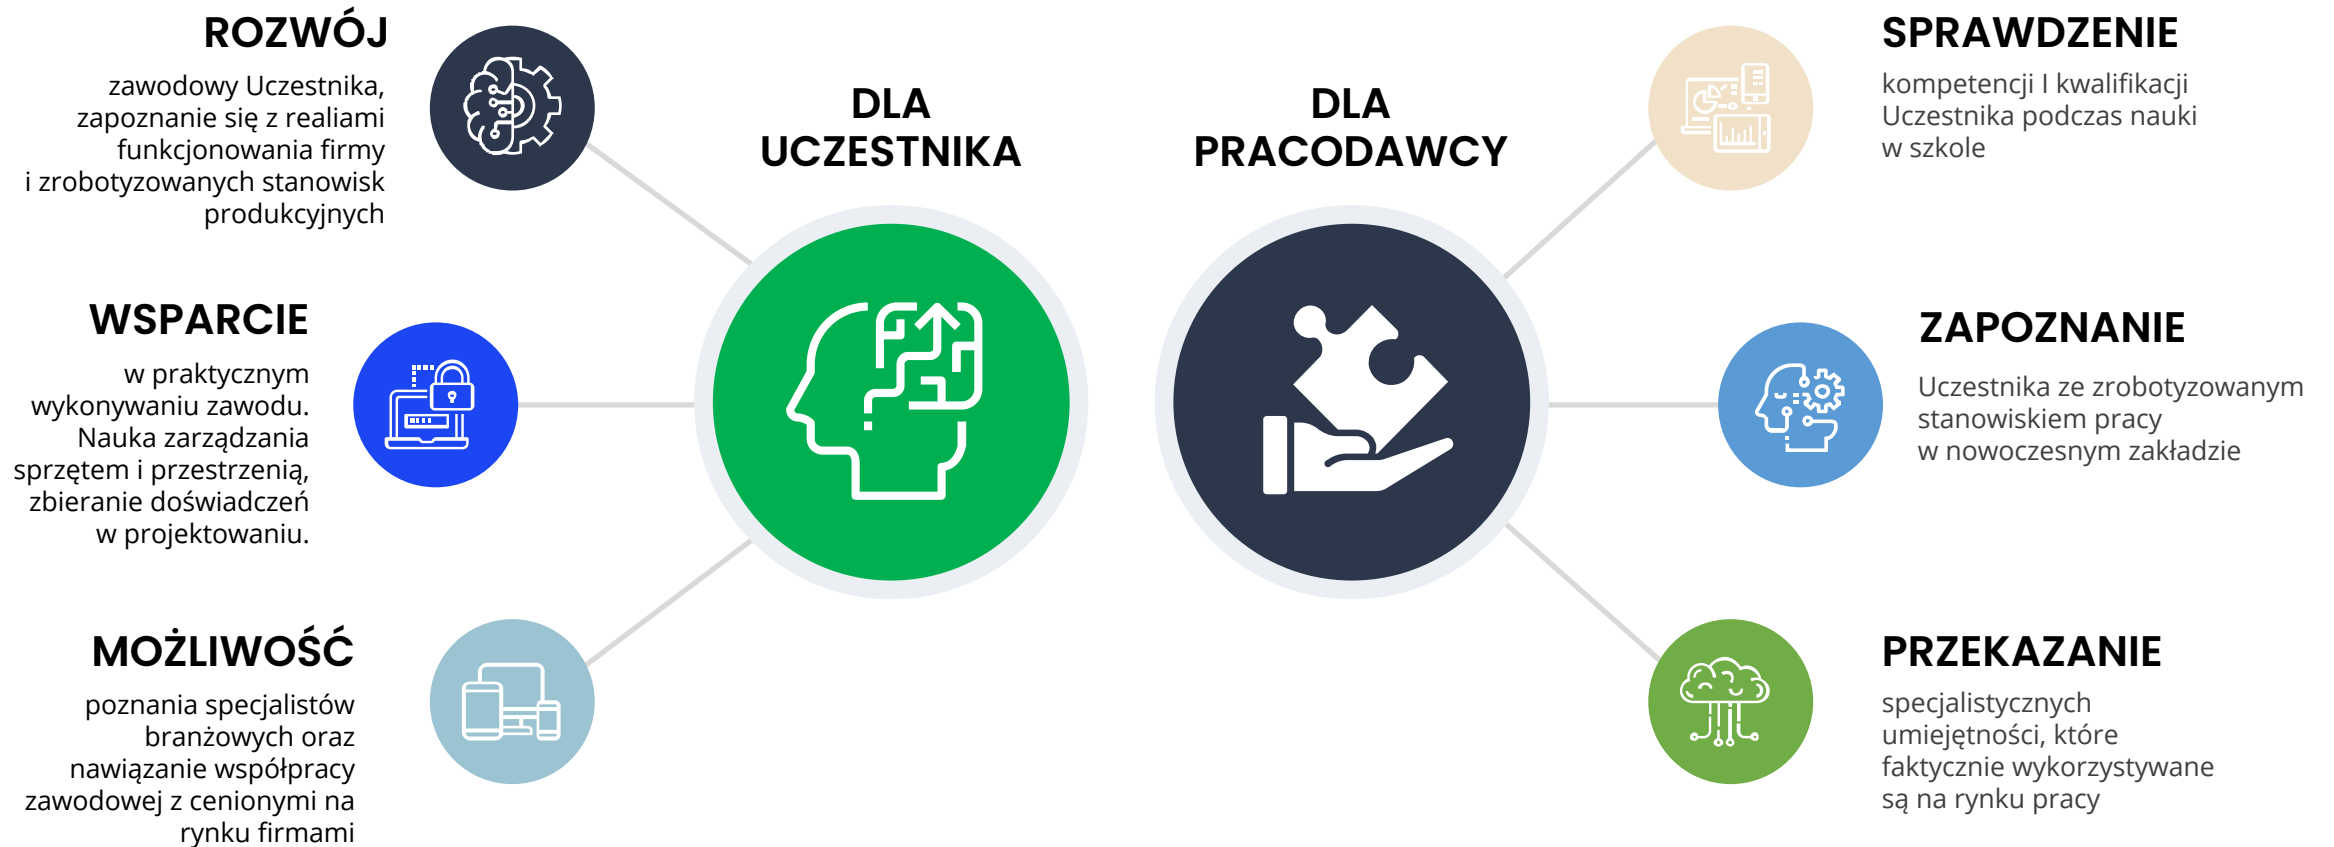 ROZWÓJ
zawodowy Uczestnika,
zapoznanie się z realiami
funkcjonowania firmy
i zrobotyzowanych stanowisk
produkcyjnych
WSPARCIE
w praktycznym
wykonywaniu zawodu.
Nauka zarządzania
sprzętem i przestrzenią,
zbieranie doświadczeń
w projektowaniu.
MOŻLIWOŚĆ
poznania specjalistów
branżowych oraz
nawiązanie współpracy
zawodowej z cenionymi na
rynku firmami
DLA
UCZESTNIKA
DLA
PRACODAWCY
SPRAWDZENIE
kompetencji I kwalifikacji
Uczestnika podczas nauki
w szkole
ZAPOZNANIE
Uczestnika ze zrobotyzowanym
stanowiskiem pracy
w nowoczesnym zakładzie
PRZEKAZANIE
specjalistycznych
umiejętności, które
faktycznie wykorzystywane
są na rynku pracy